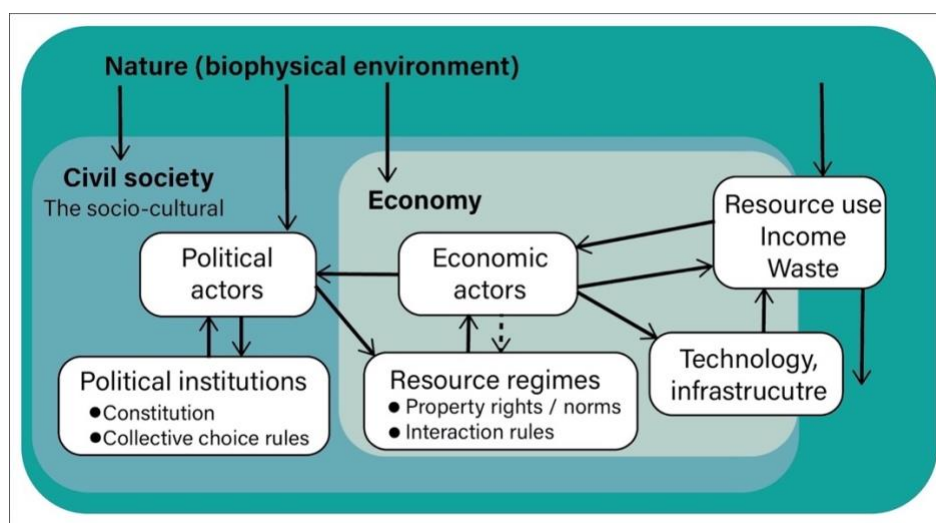 Nature (biophysical environment)
Civil society
The socio-cultural
Economy
Resource use
Income
Waste
Political
actors
Economic
actors
Political institutions
●Constitution
●Collective choice rules
Resource regimes
● Property rights / norms
● Interaction rules
Technology,
infrastrucutre